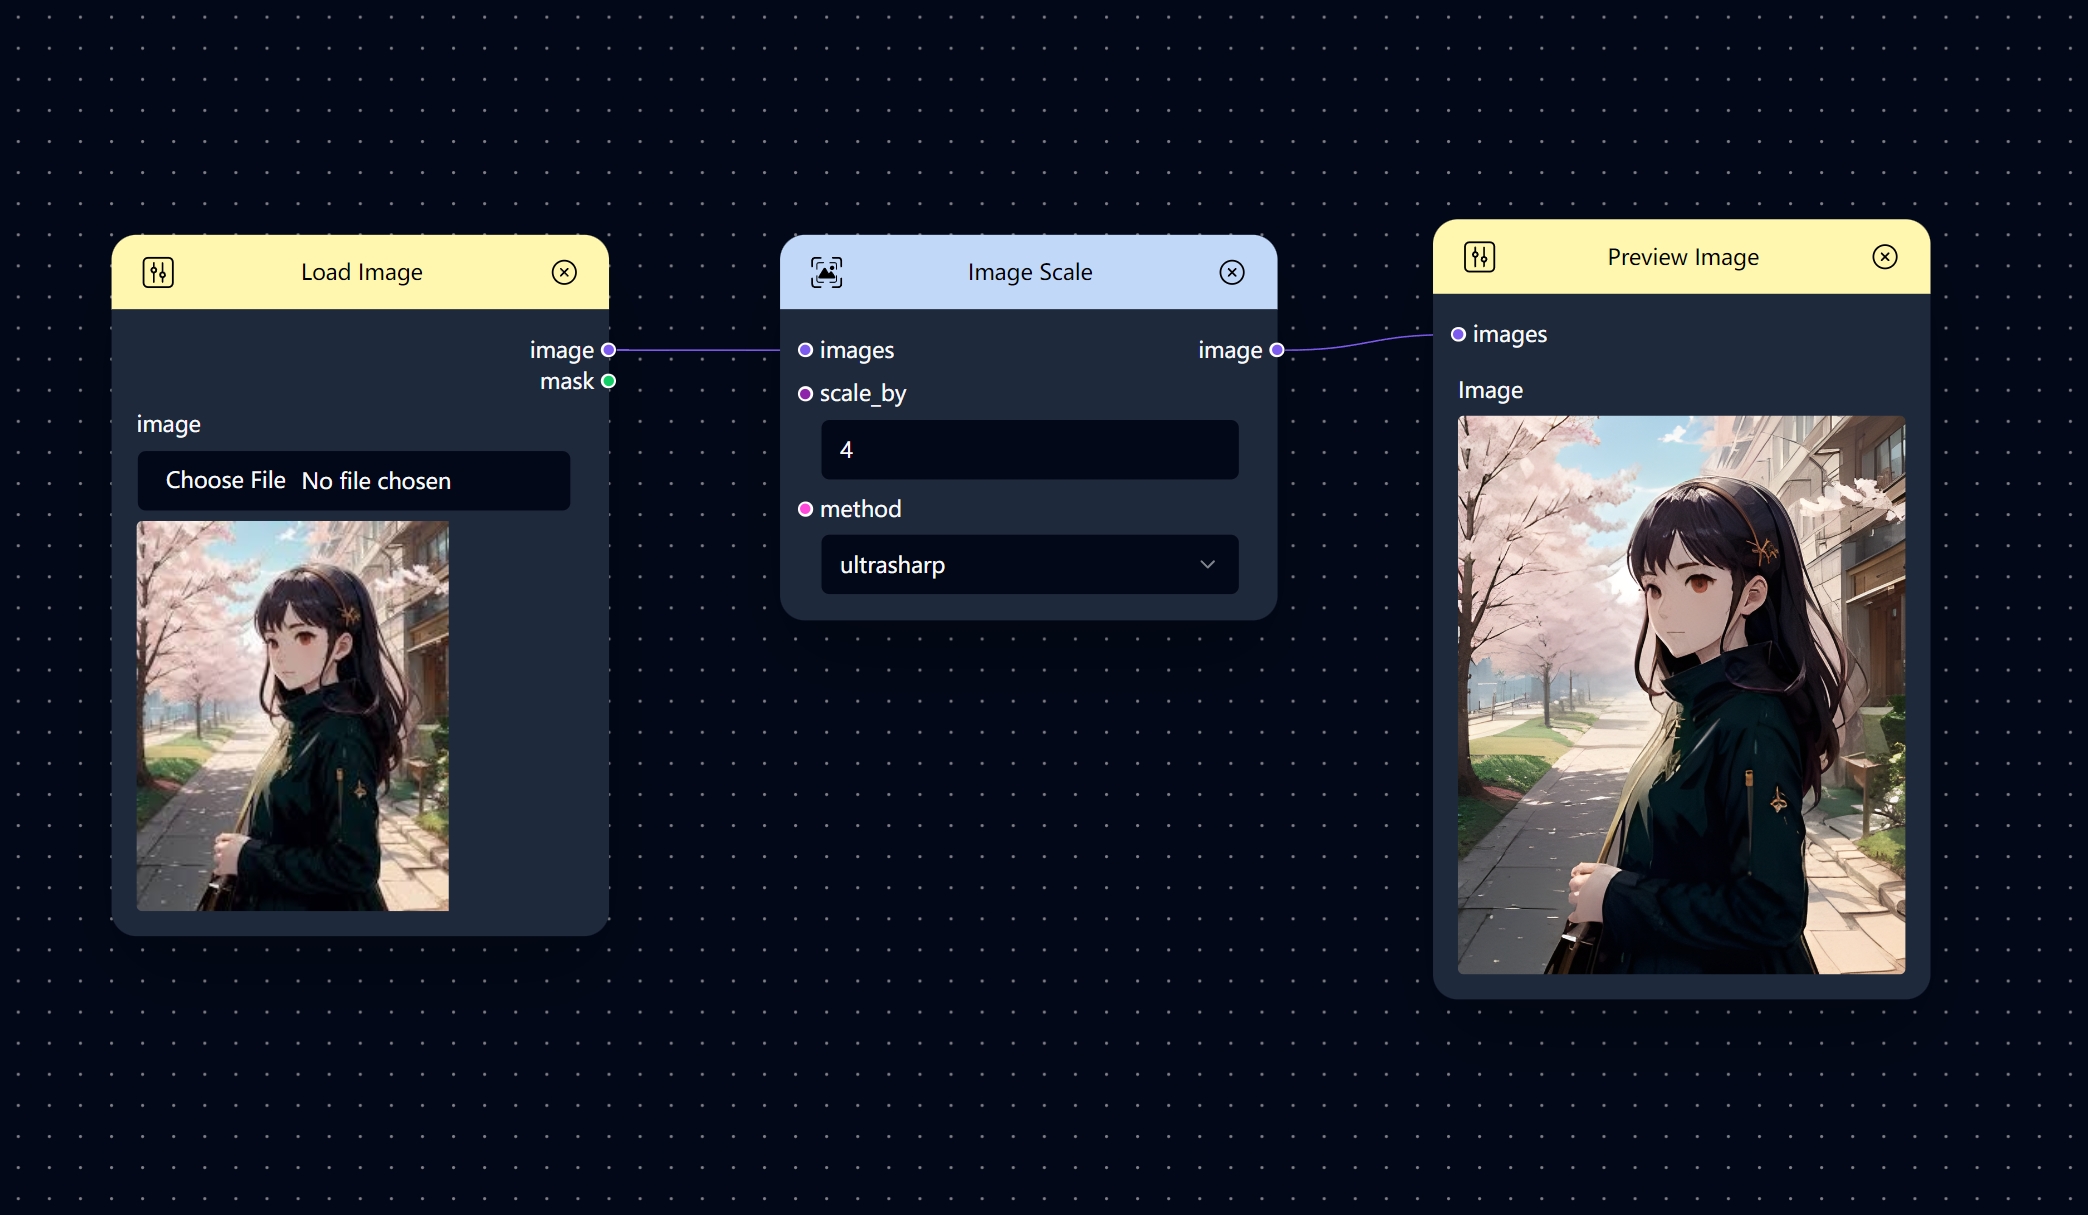 Load Image
image
mask
image
Choose File No file chosen
Image Scale
images
image
scale_by
4
method
ultrasharp
Preview Image
images
Image